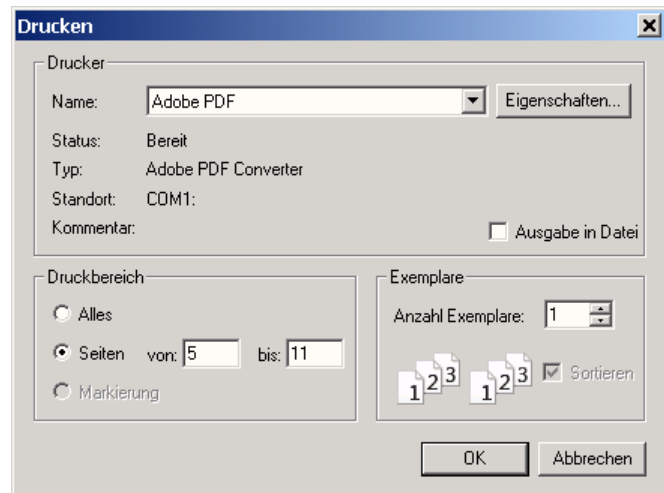 Drucken
Drucker
Name: Adobe PDF Eigenschaften...
Status: Bereit
Typ: Adobe PDF Converter
Standort: COM1:
Kommentar:
Ausgabe in Datei
Druckbereich
Alles
Seiten von: 5 bis: 11
Markierung
Exemplare
Anzahl Exemplare: 1
1 2 3 1 2 3 Sortieren
OK Abbrechen